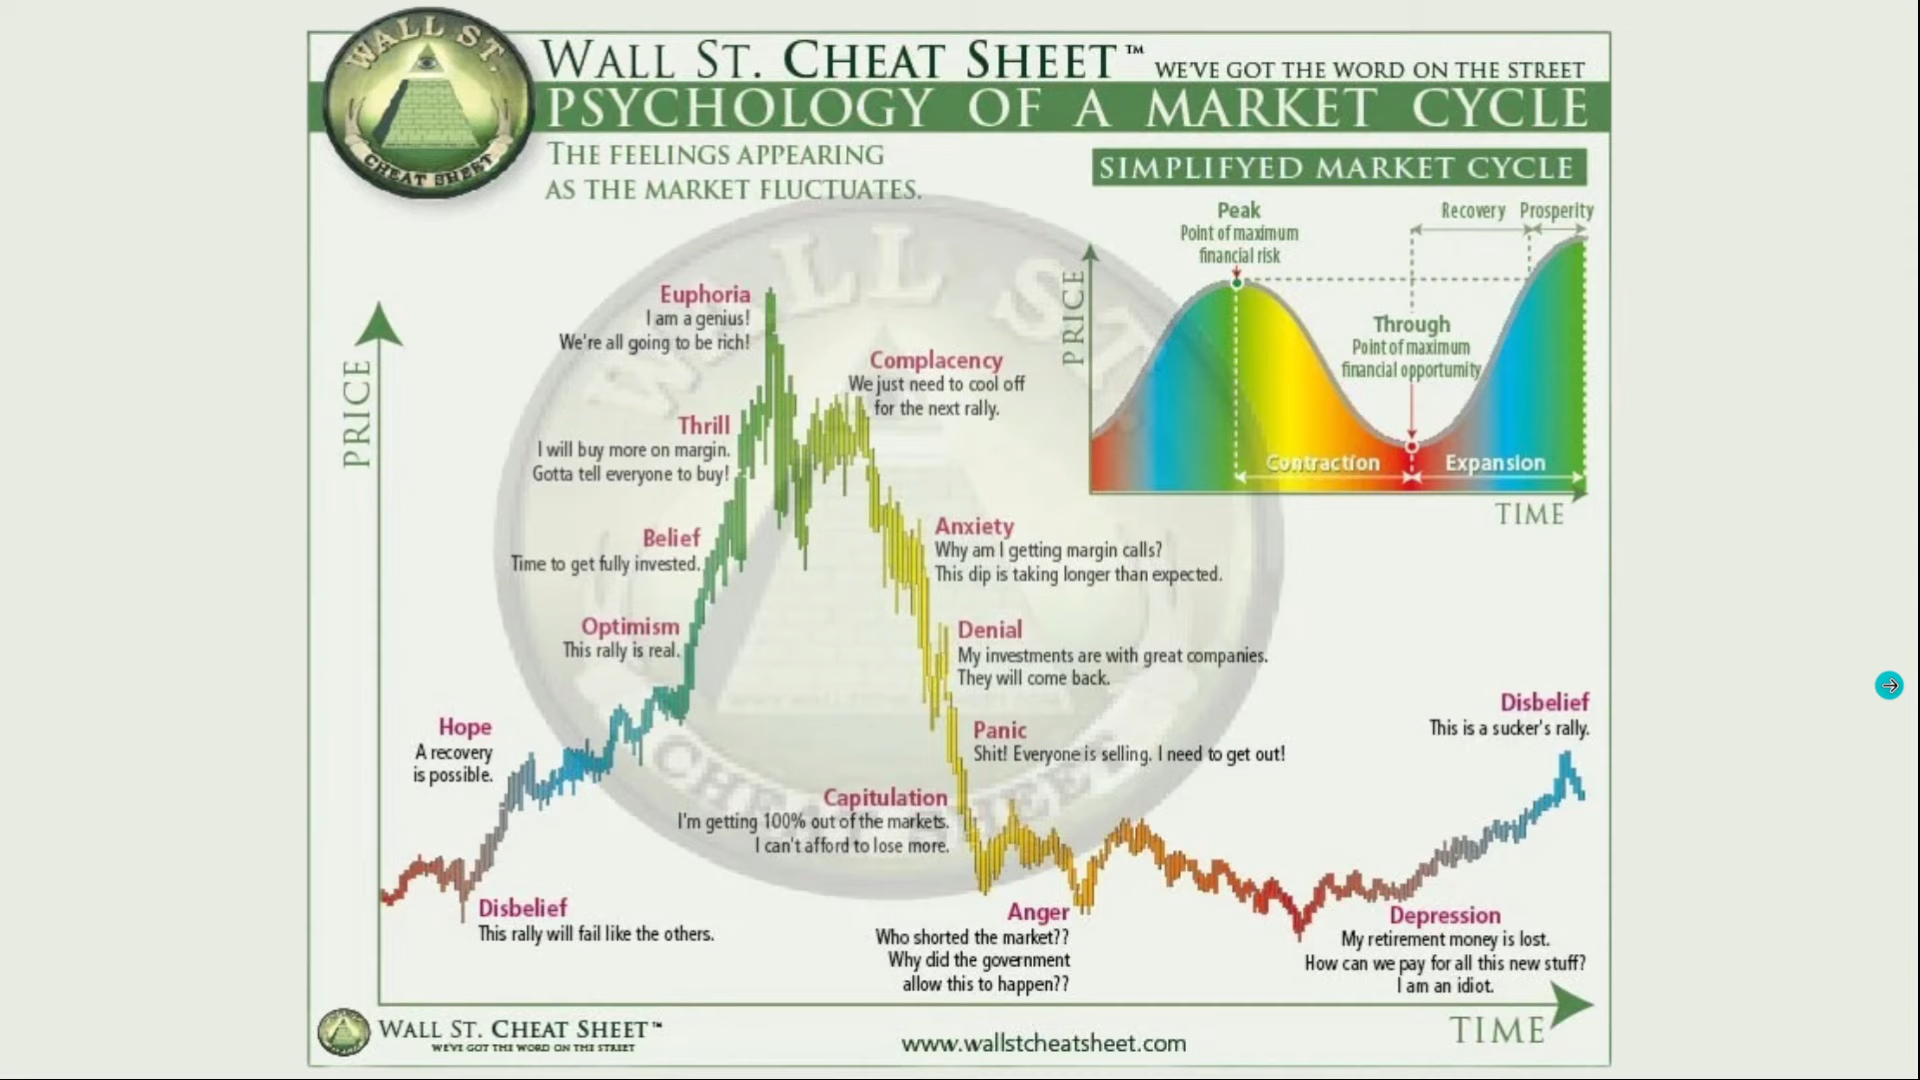 WALL ST.
CHEAT SHEET
WALL ST. CHEAT SHEET™ WE'VE GOT THE WORD ON THE STREET
PSYCHOLOGY OF A MARKET CYCLE
THE FEELINGS APPEARING
AS THE MARKET FLUCTUATES.
SIMPLIFYED MARKET CYCLE
Peak
Point of maximum
financial risk
Recovery Prosperity
PRICE
Through
Point of maximum
financial opportunity
Contraction
Expansion
TIME
WALL ST.
CHEAT SHEET
PRICE
Euphoria
I am a genius!
We're all going to be rich!
Complacency
We just need to cool off
for the next rally.
Thrill
I will buy more on margin.
Gotta tell everyone to buy!
Belief
Time to get fully invested.
Anxiety
Why am I getting margin calls?
This dip is taking longer than expected.
Optimism
This rally is real.
Denial
My investments are with great companies.
They will come back.
Hope
A recovery
is possible.
Panic
Shit! Everyone is selling. I need to get out!
Disbelief
This is a sucker's rally.
Capitulation
I'm getting 100% out of the markets.
I can't afford to lose more.
Disbelief
This rally will fail like the others.
Anger
Who shorted the market??
Why did the government
allow this to happen??
Depression
My retirement money is lost.
How can we pay for all this new stuff?
I am an idiot.
TIME
WALL ST. CHEAT SHEET™
WE'VE GOT THE WORD ON THE STREET
www.wallstcheatsheet.com